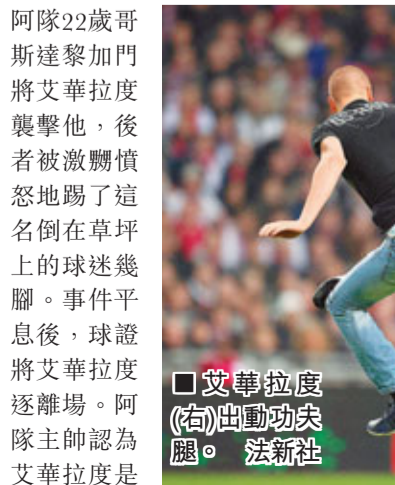 阿隊22歲哥
斯達黎加門
將艾華拉度
襲擊他，後
者被激嬲憤
怒地踢了這
名倒在草坪
上的球迷幾
腳。事件平
息後，球證
將艾華拉度
逐離場。阿
隊主帥認為
艾華拉度是
■艾華拉度
(右)出動功夫
腿。 法新社